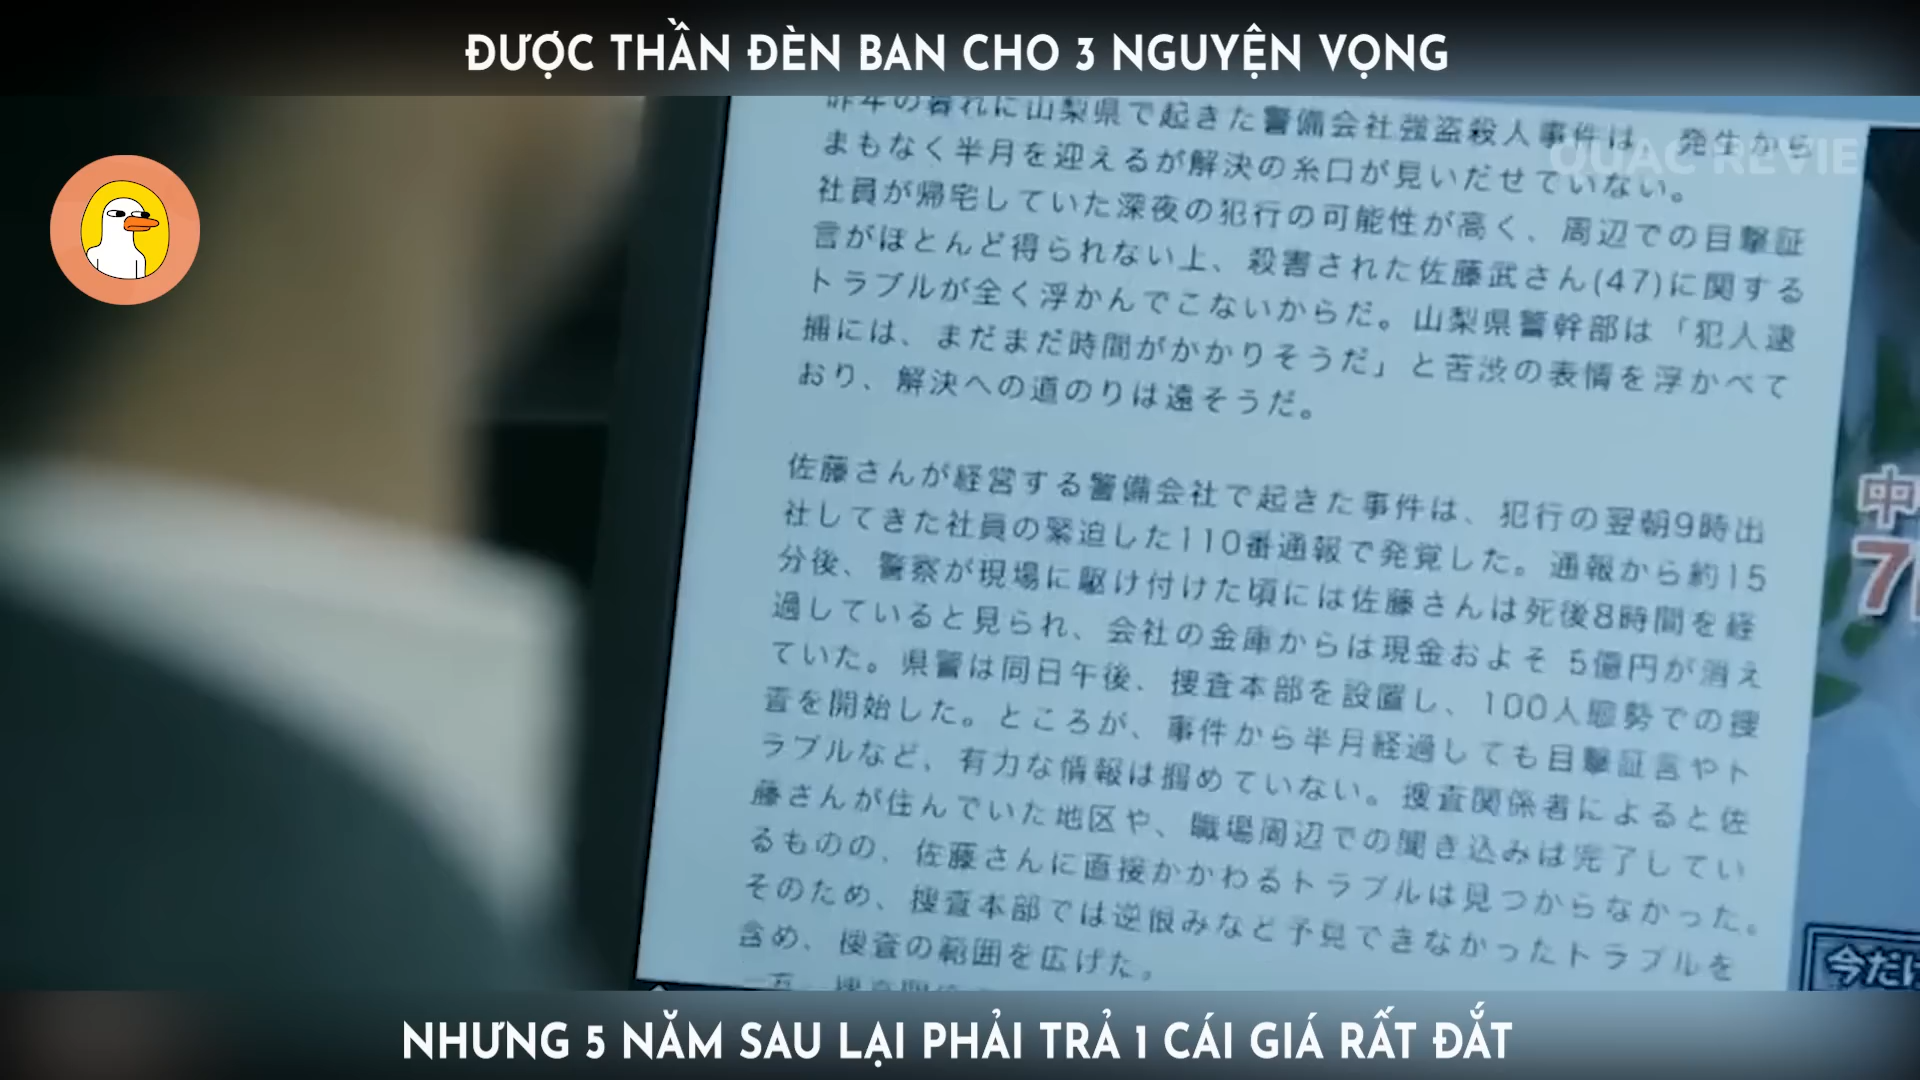 ĐƯỢC THẦN ĐÈN BAN CHO 3 NGUYỆN VỌNG
昨年の暮れに山梨県で起きた警備会社強盗殺人事件は、発生から
QUAC REVIE
まもなく半月を迎えるが解決の糸口が見いだせていない。
社員が帰宅していた深夜の犯行の可能性が高く、周辺での目撃証
言がほとんど得られない上、殺害された佐藤武さん(47)に関する
トラブルが全く浮かんでこないからだ。山梨県警幹部は「犯人逮
捕には、まだまだ時間がかかりそうだ」と苦渋の表情を浮かべて
おり、解決への道のりは遠そうだ。
佐藤さんが経営する警備会社で起きた事件は、犯行の翌朝9時出
社してきた社員の緊迫した110番通報で発覚した。通報から約15
分後、警察が現場に駆け付けた頃には佐藤さんは死後8時間を経
過していると見られ、会社の金庫からは現金およそ 5億円が消え
ていた。県警は同日午後、捜査本部を設置し、100人態勢での捜
査を開始した。ところが、事件から半月経過しても目撃証言やト
ラブルなど、有力な情報は掴めていない。捜査関係者によると佐
藤さんが住んでいた地区や、職場周辺での聞き込みは完了してい
るものの、佐藤さんに直接かかわるトラブルは見つからなかった。
そのため、捜査本部では逆恨みなど予見できなかったトラブルを
含め、捜査の範囲を広げた。
中
7
今だけ
NHƯNG 5 NĂM SAU LẠI PHẢI TRẢ 1 CÁI GIÁ RẤT ĐẮT